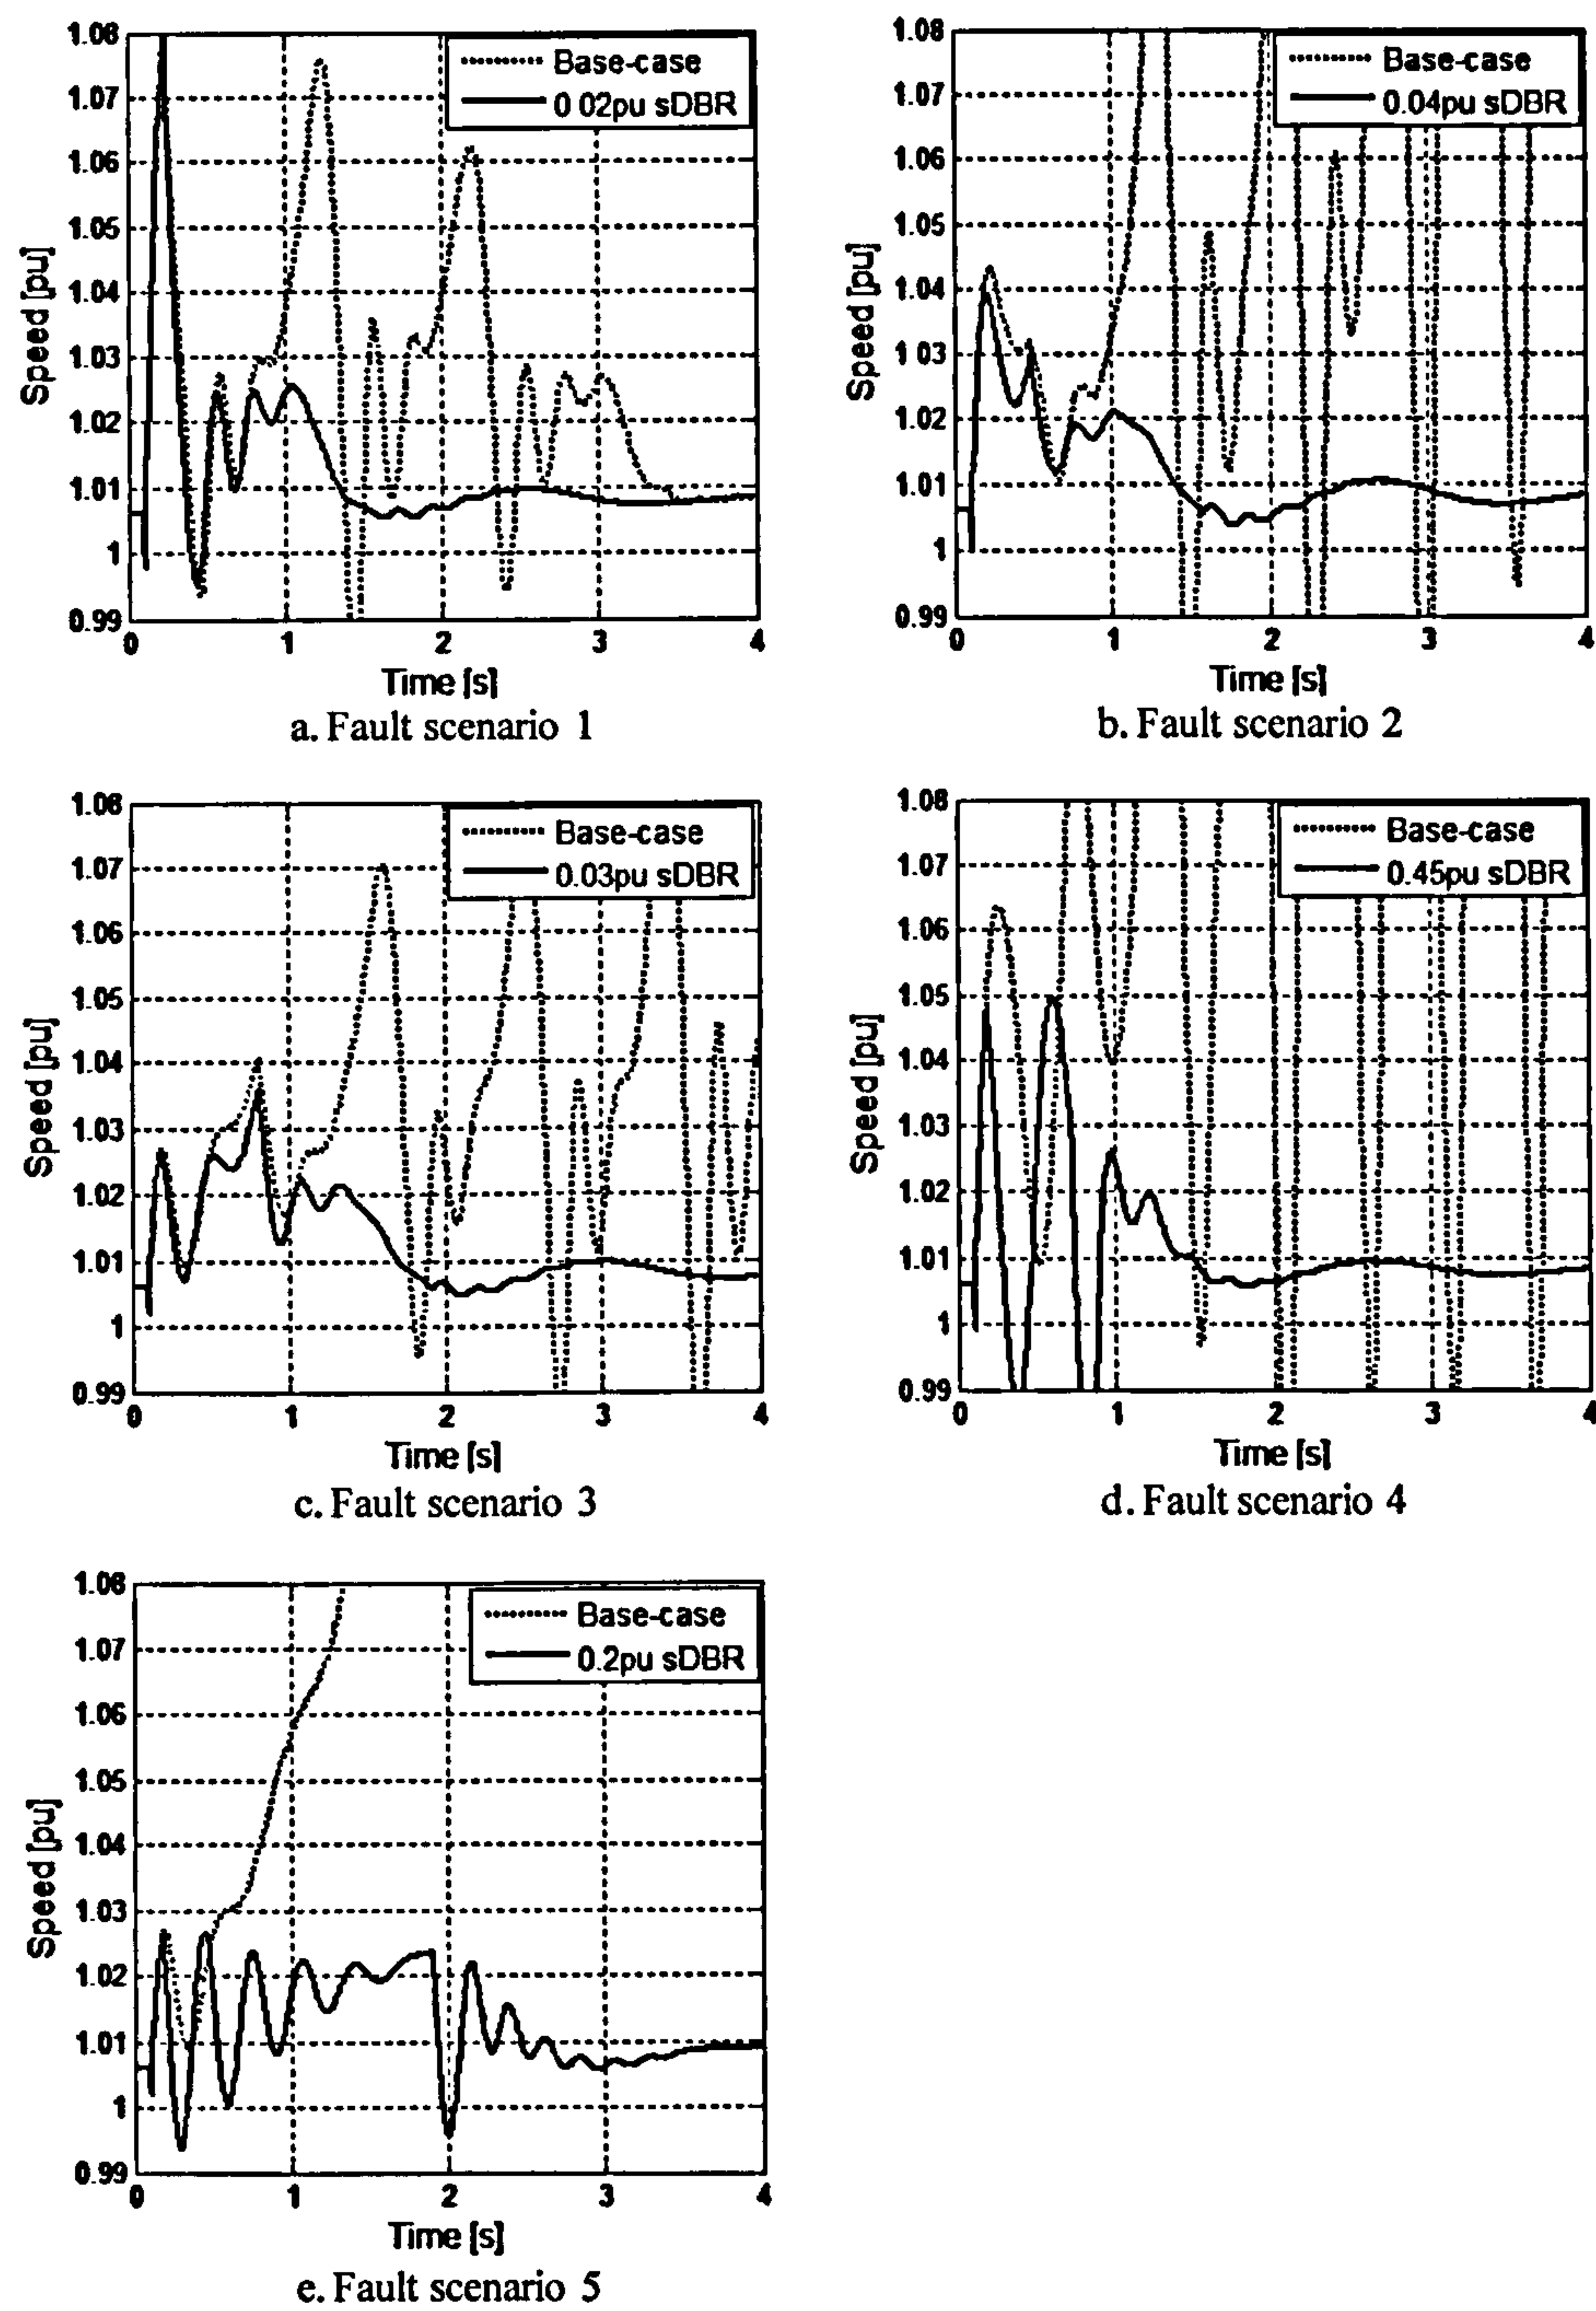 1.08
1.07
1.06
1.05
1.04
1.03
1.02
1.01
1
0.99
0 1 2 3 4
Speed [pu]
Time [s]
Base-case
0 02pu sDBR
a. Fault scenario 1
1.08
1.07
1.06
1.05
1.04
1.03
1.02
1.01
1
0.99
0 1 2 3 4
Speed [pu]
Time [s]
Base-case
0.04pu sDBR
b. Fault scenario 2
1.08
1.07
1.06
1.05
1.04
1.03
1.02
1.01
1
0.99
0 1 2 3 4
Speed [pu]
Time [s]
Base-case
0.03pu sDBR
c. Fault scenario 3
1.08
1.07
1.06
1.05
1.04
1.03
1.02
1.01
1
0.99
0 1 2 3 4
Speed [pu]
Time [s]
Base-case
0.45pu sDBR
d. Fault scenario 4
1.08
1.07
1.06
1.05
1.04
1.03
1.02
1.01
1
0.99
0 1 2 3 4
Speed [pu]
Time [s]
Base-case
0.2pu sDBR
e. Fault scenario 5